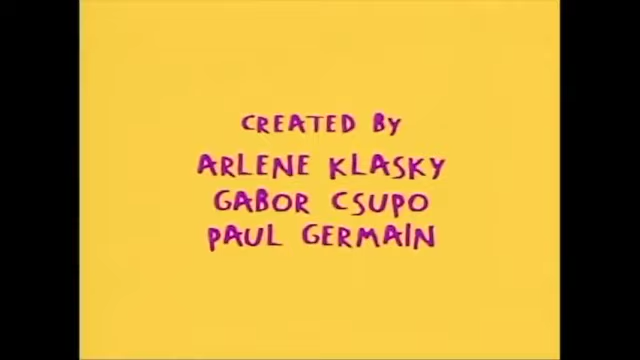 CREATED BY
ARLENE KLASKY
GABOR CSUPO
PAUL GERMAIN